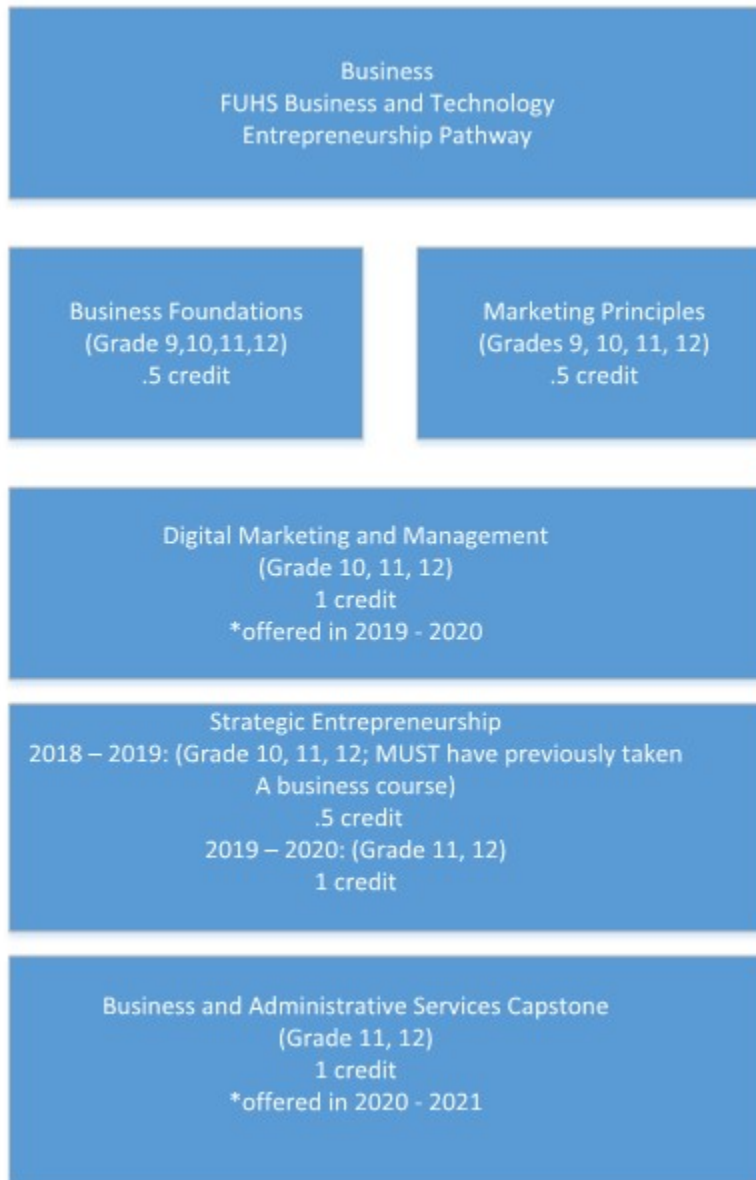 Business
FUHS Business and Technology
Entrepreneurship Pathway
Business Foundations
(Grade 9,10,11,12)
.5 credit
Marketing Principles
(Grades 9, 10, 11, 12)
.5 credit
Digital Marketing and Management
(Grade 10, 11, 12)
1 credit
*offered in 2019 - 2020
Strategic Entrepreneurship
2018 – 2019: (Grade 10, 11, 12; MUST have previously taken
A business course)
.5 credit
2019 – 2020: (Grade 11, 12)
1 credit
Business and Administrative Services Capstone
(Grade 11, 12)
1 credit
*offered in 2020 - 2021